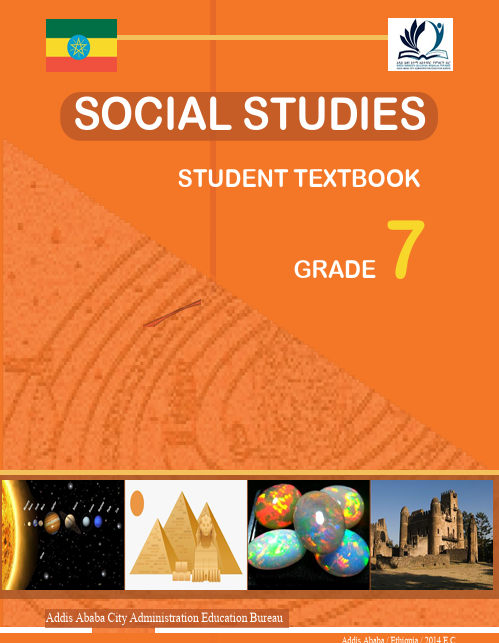 SOCIAL STUDIES
STUDENT TEXTBOOK
GRADE 7
Addis Ababa City Administration Education Bureau
Addis Ababa / Ethiopia / 2014 E.C